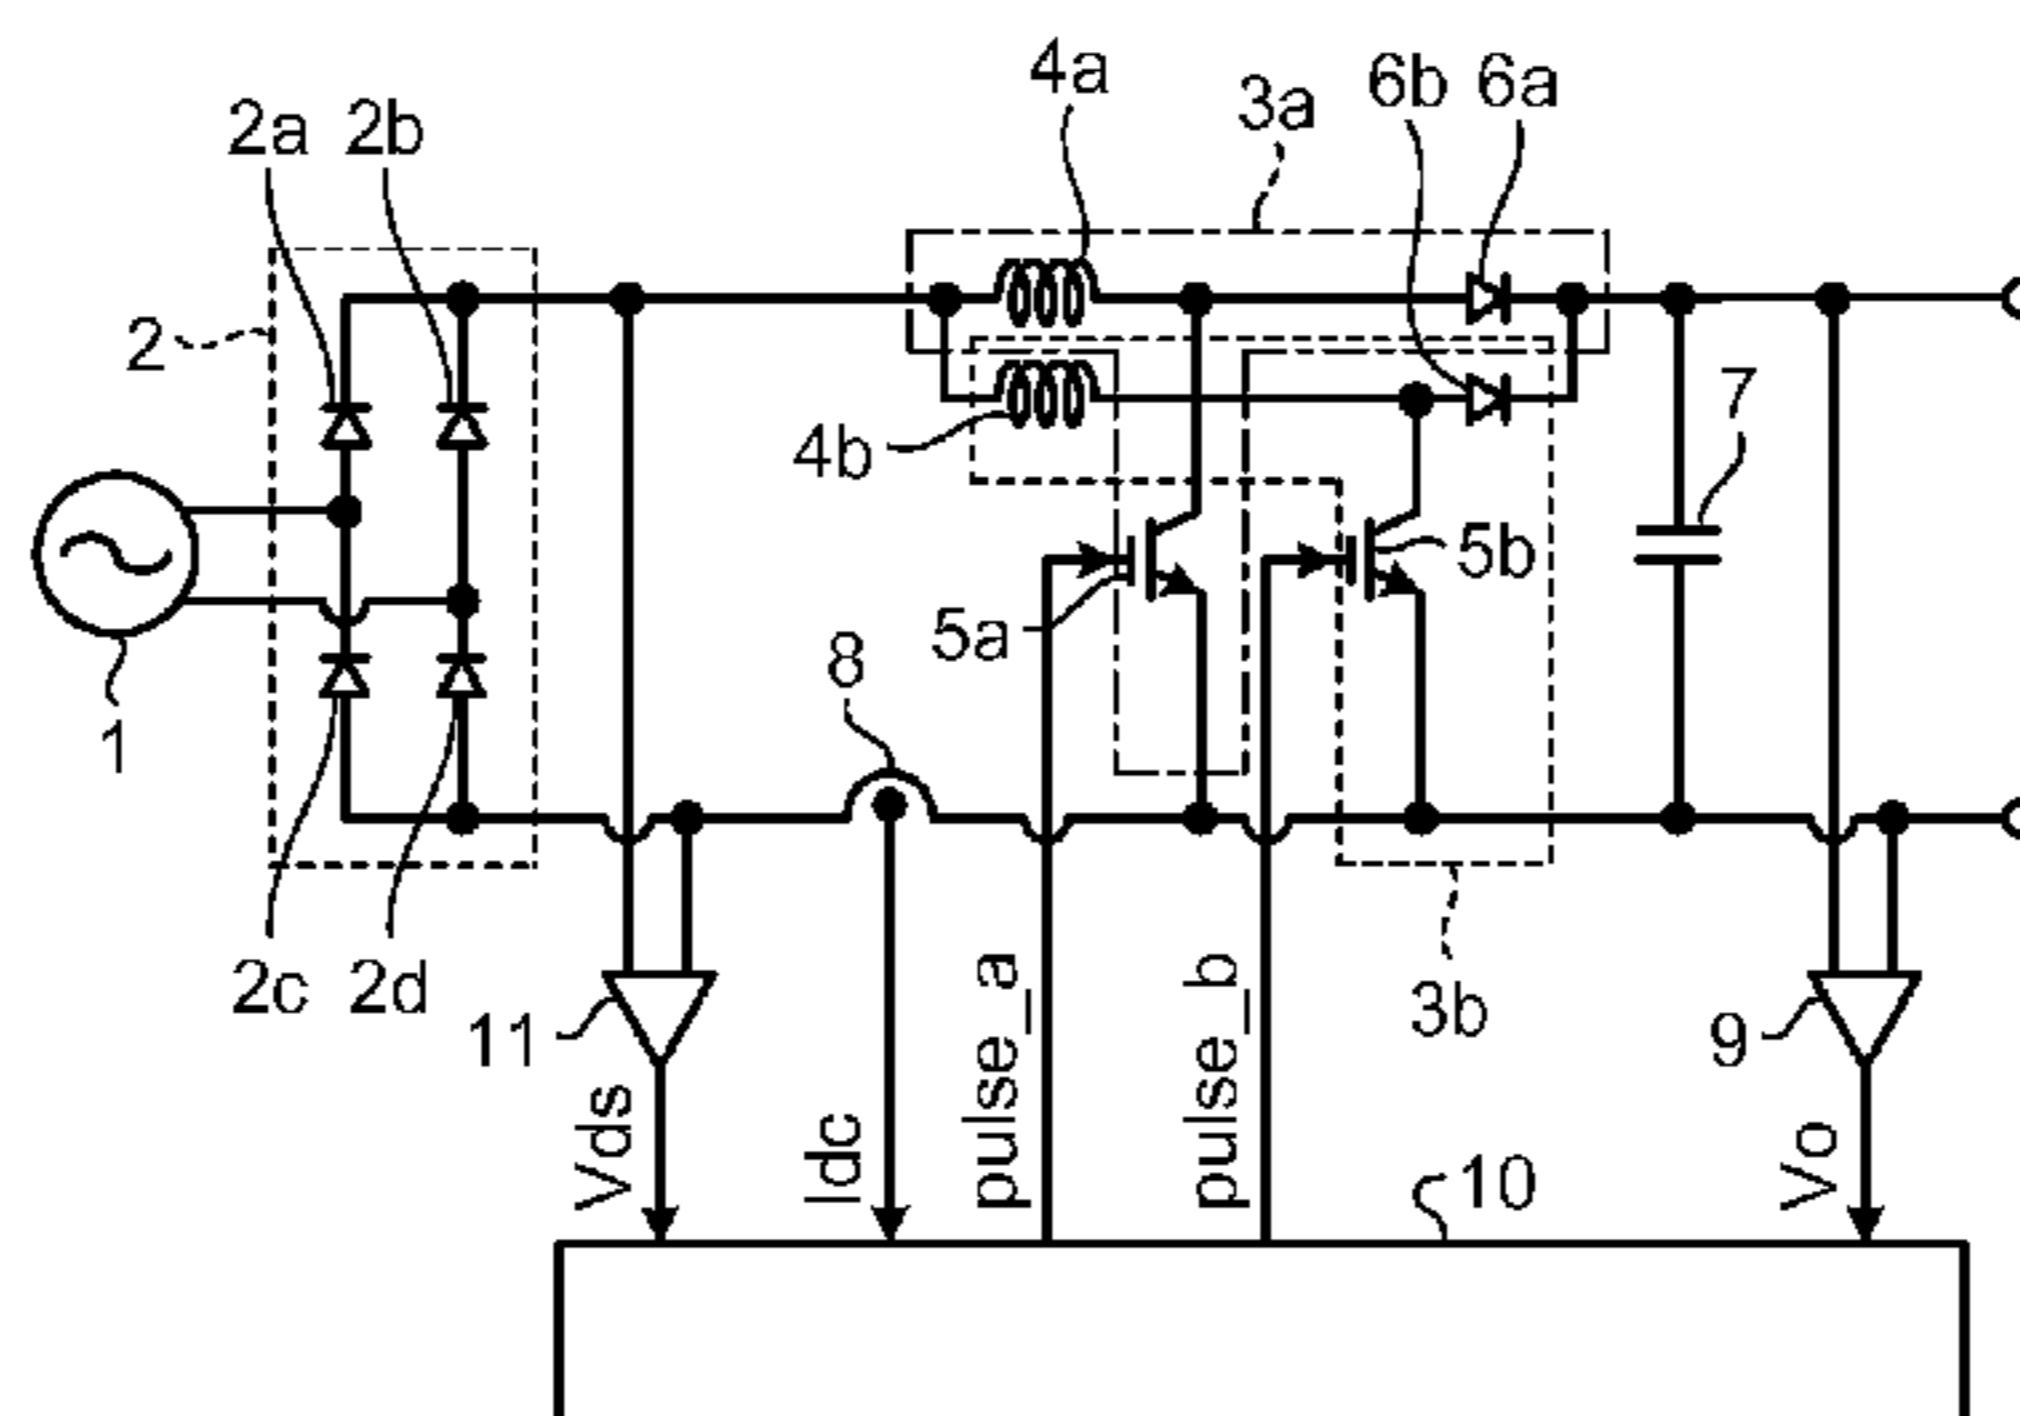 4a
3a
6b 6a
2a 2b
2
7
4b
5b
5a
8
1
2c 2d
11
3b
9
Vds
Idc
pulse_a
pulse_b
10
Vo